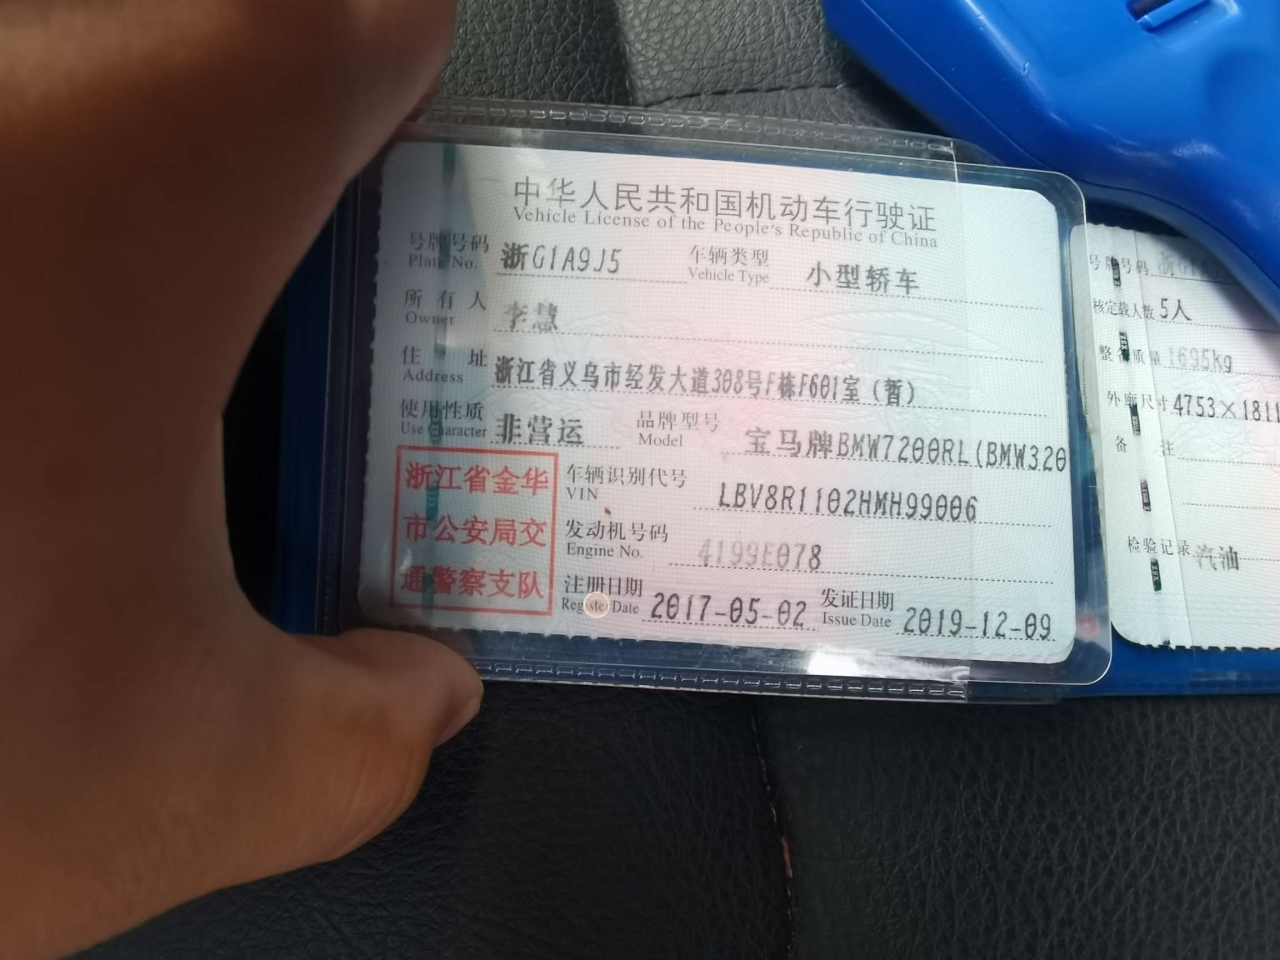 中华人民共和国机动车行驶证
Vehicle License of the People's Republic of China
号牌号码 浙G1A9J5 车辆类型 小型轿车
Plate No. Vehicle Type
所有人 李慧
Owner
住址 浙江省义乌市经发大道308号F栋F601室（暂）
Address
使用性质 非营运 品牌型号 宝马牌BMW7200RL(BMW320
Use Character Model
浙江省金华
市公安局交
通警察支队
车辆识别代号 LBV8R1102HMH99006
VIN
发动机号码 4199E078
Engine No.
注册日期 2017-05-02 发证日期 2019-12-09
Register Date Issue Date
号牌号码
核定载人数 5人
整备质量 1695kg
外廓尺寸 4753×1811
备注
检验记录 汽油